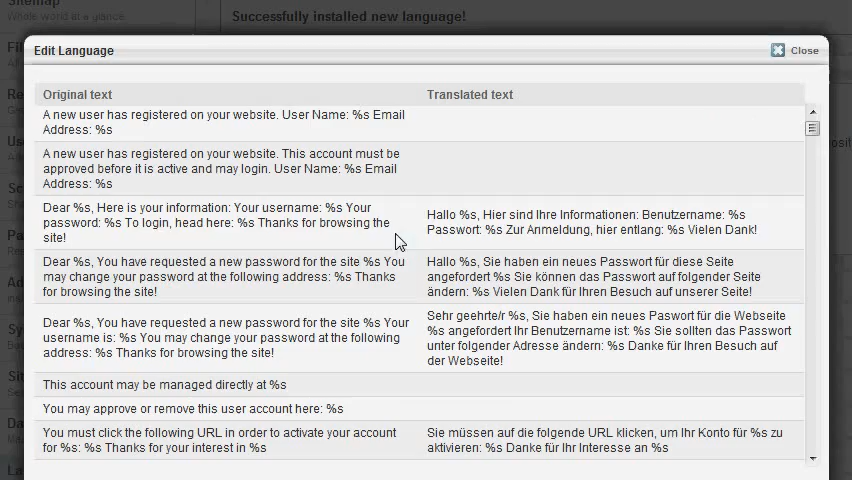 Sitemap
Whole world at a glance
Successfully installed new language!
Edit Language
Close
Original text
Translated text
A new user has registered on your website. User Name: %s Email
Address: %s
A new user has registered on your website. This account must be
approved before it is active and may login. User Name: %s Email
Address: %s
Dear %s, Here is your information: Your username: %s Your
password: %s To login, head here: %s Thanks for browsing the
site!
Hallo %s, Hier sind Ihre Informationen: Benutzername: %s
Passwort: %s Zur Anmeldung, hier entlang: %s Vielen Dank!
Dear %s, You have requested a new password for the site %s You
may change your password at the following address: %s Thanks
for browsing the site!
Hallo %s, Sie haben ein neues Passwort für diese Seite
angefordert %s Sie können das Passwort auf folgender Seite
ändern: %s Vielen Dank für Ihren Besuch auf unserer Seite!
Dear %s, You have requested a new password for the site %s Your
username is: %s You may change your password at the following
address: %s Thanks for browsing the site!
Sehr geehrte/r %s, Sie haben ein neues Paswort für die Webseite
%s angefordert Ihr Benutzername ist: %s Sie sollten das Passwort
unter folgender Adresse ändern: %s Danke für Ihren Besuch auf
der Webseite!
This account may be managed directly at %s
You may approve or remove this user account here: %s
You must click the following URL in order to activate your account
for %s: %s Thanks for your interest in %s
Sie müssen auf die folgende URL klicken, um Ihr Konto für %s zu
aktivieren: %s Danke für Ihr Interesse an %s